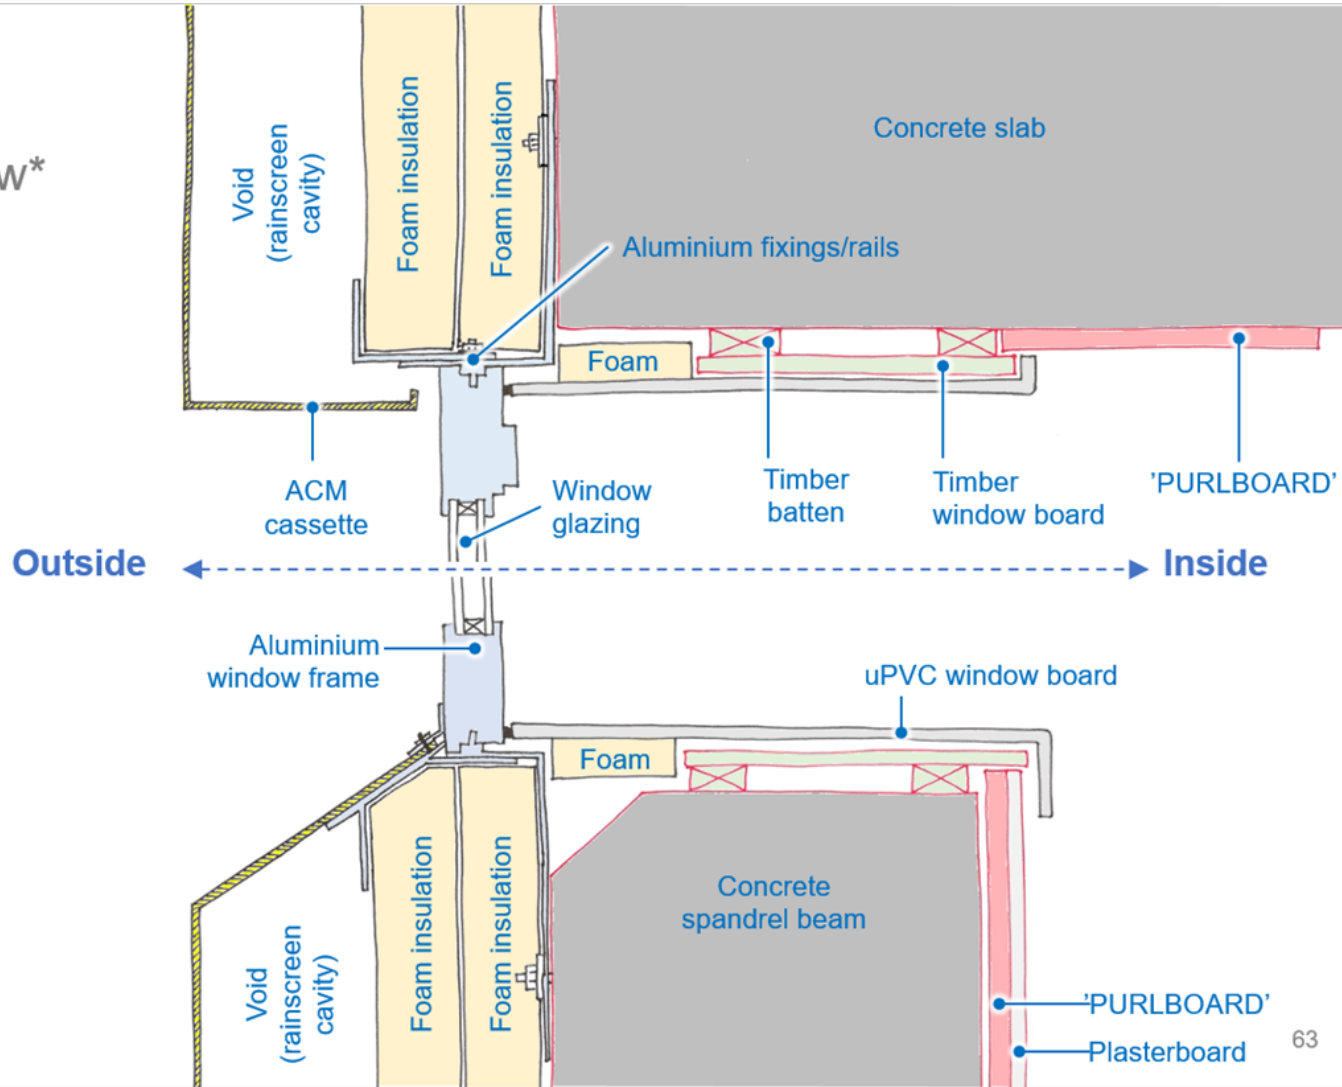 w*
Void
(rainscreen
cavity)
Foam insulation
Foam insulation
Concrete slab
Aluminium fixings/rails
Foam
ACM
cassette
Window
glazing
Timber
batten
Timber
window board
’PURLBOARD’
Outside
Inside
Aluminium
window frame
uPVC window board
Foam
Void
(rainscreen
cavity)
Foam insulation
Foam insulation
Concrete
spandrel beam
’PURLBOARD’
Plasterboard
63